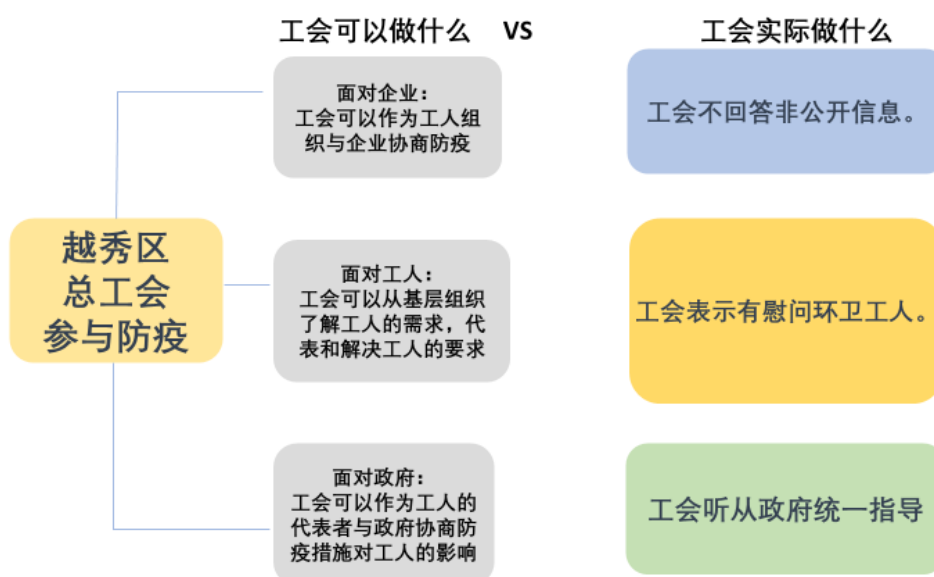 工会可以做什么 VS 工会实际做什么
越秀区
总工会
参与防疫
面对企业：
工会可以作为工人组
织与企业协商防疫
工会不回答非公开信息。
面对工人：
工会可以从基层组织
了解工人的需求，代
表和解决工人的要求
工会表示有慰问环卫工人。
面对政府：
工会可以作为工人的
代表者与政府协商防
疫措施对工人的影响
工会听从政府统一指导